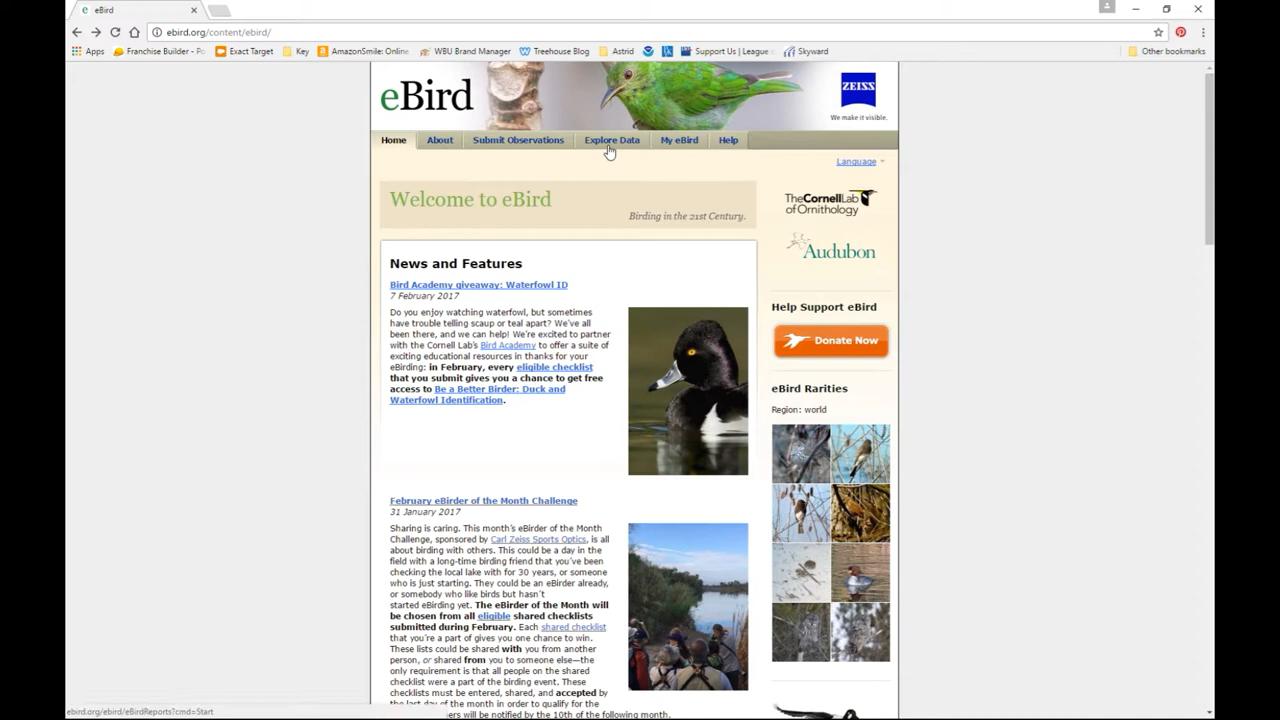 eBird
ebird.org/content/ebird/
Apps
Franchise Builder - Po
Exact Target
Key
AmazonSmile: Online
WBU Brand Manager
Treehouse Blog
Astrid
Support Us | League o
Skyward
Other bookmarks
eBird
ZEISS
We make it visible.
Home About Submit Observations Explore Data My eBird Help
Language
Welcome to eBird
Birding in the 21st Century.
The CornellLab
of Ornithology
Audubon
News and Features
Bird Academy giveaway: Waterfowl ID
7 February 2017
Do you enjoy watching waterfowl, but sometimes
have trouble telling scaup or teal apart? We've all
been there, and we can help! We're excited to partner
with the Cornell Lab's Bird Academy to offer a suite of
exciting educational resources in thanks for your
eBirding: in February, every eligible checklist
that you submit gives you a chance to get free
access to Be a Better Birder: Duck and
Waterfowl Identification.
Help Support eBird
Donate Now
eBird Rarities
Region: world
February eBirder of the Month Challenge
31 January 2017
Sharing is caring. This month's eBirder of the Month
Challenge, sponsored by Carl Zeiss Sports Optics, is all
about birding with others. This could be a day in the
field with a long-time birding friend that you've been
checking the local lake with for 30 years, or someone
who is just starting. They could be an eBirder already,
or somebody who like birds but hasn't
started eBirding yet. The eBirder of the Month will
be chosen from all eligible shared checklists
submitted during February. Each shared checklist
that you're a part of gives you one chance to win.
These lists could be shared with you from another
person, or shared from you to someone else—the
only requirement is that all people on the shared
checklist were a part of the birding event. These
checklists must be entered, shared, and accepted by
the last day of the month in order to qualify for the
ers will be notified by the 10th of the following month.
ebird.org/ebird/eBirdReports?cmd=Start